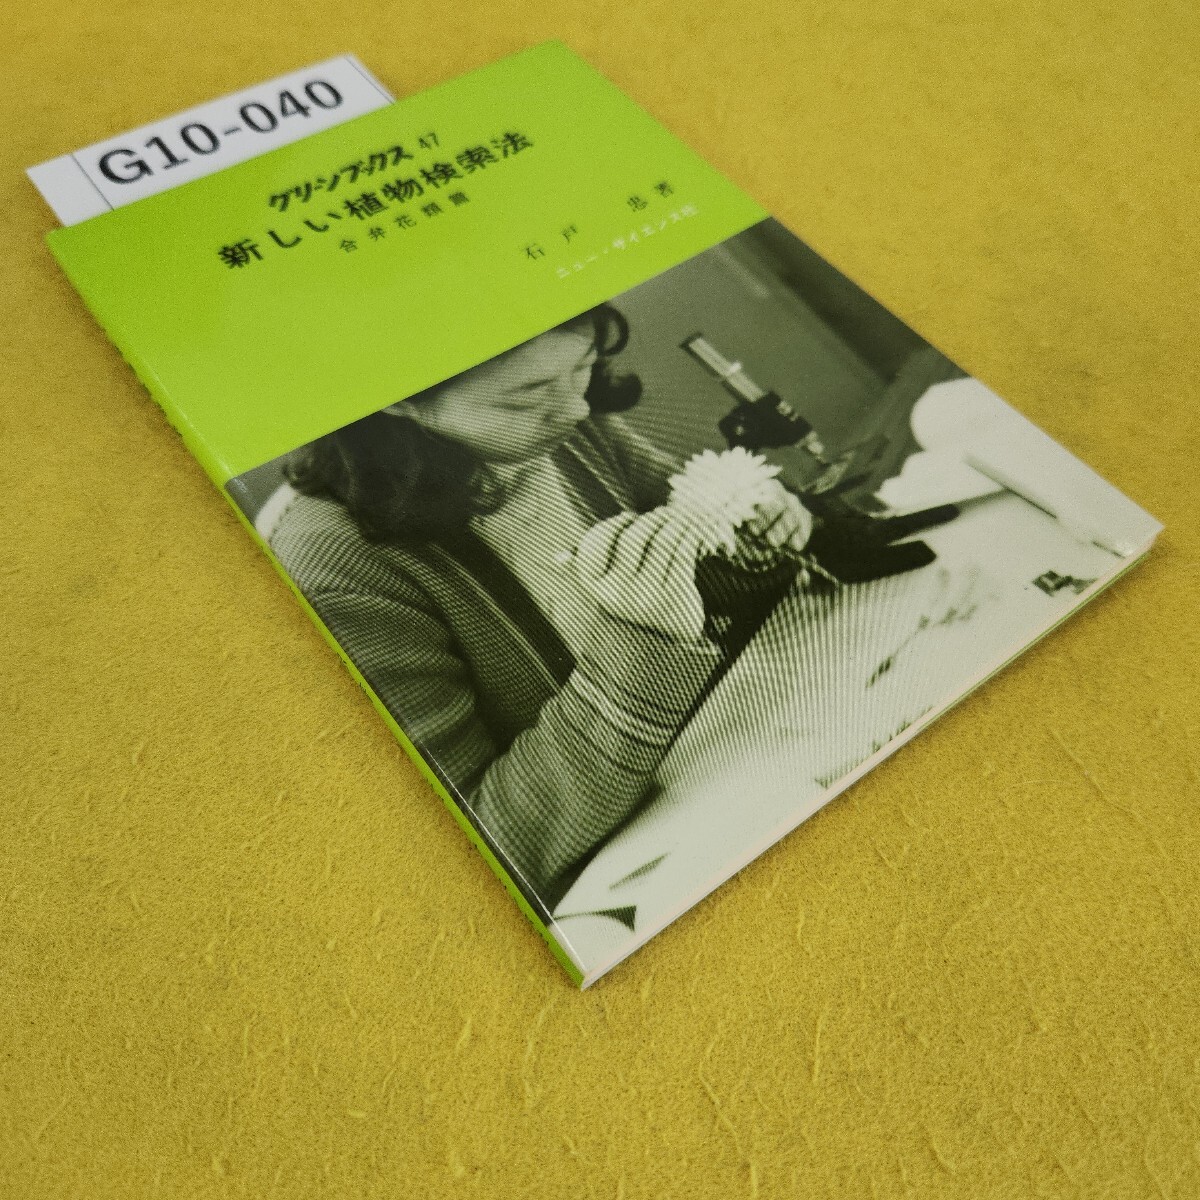 G10-040
グリーンブックス 47
新しい植物検索法
合弁花類篇
石戸 忠著
ニュー・サイエンス社